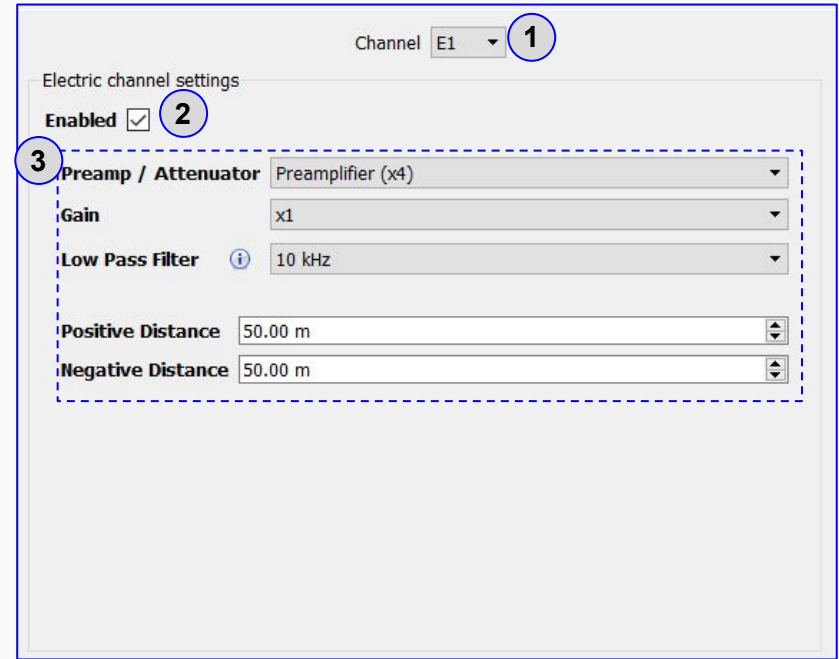 Channel E1 1
Electric channel settings
Enabled 2
3
Preamp / Attenuator Preamplifier (x4)
Gain x1
Low Pass Filter i 10 kHz
Positive Distance 50.00 m
Negative Distance 50.00 m